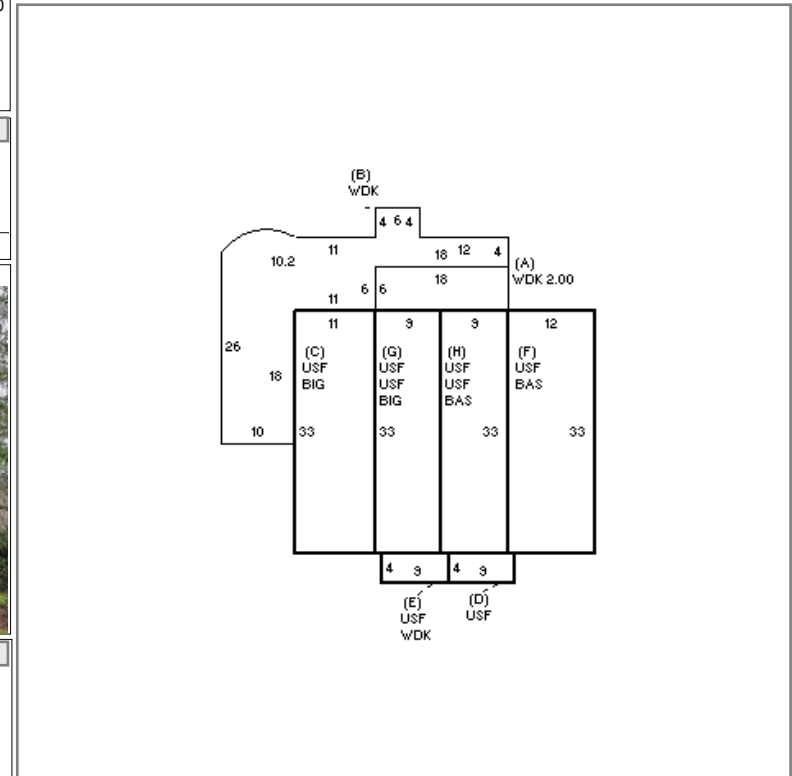 (B)
WDK
4 6 4
11
18 12 4
10.2
(A)
WDK 2.00
18
6 6
11
11 9 9 12
26
(C)
USF
BIG
(G)
USF
USF
BIG
(H)
USF
USF
BAS
(F)
USF
BAS
18
10
33 33 33 33
4 9
4 9
(E)
USF
WDK
(D)
USF